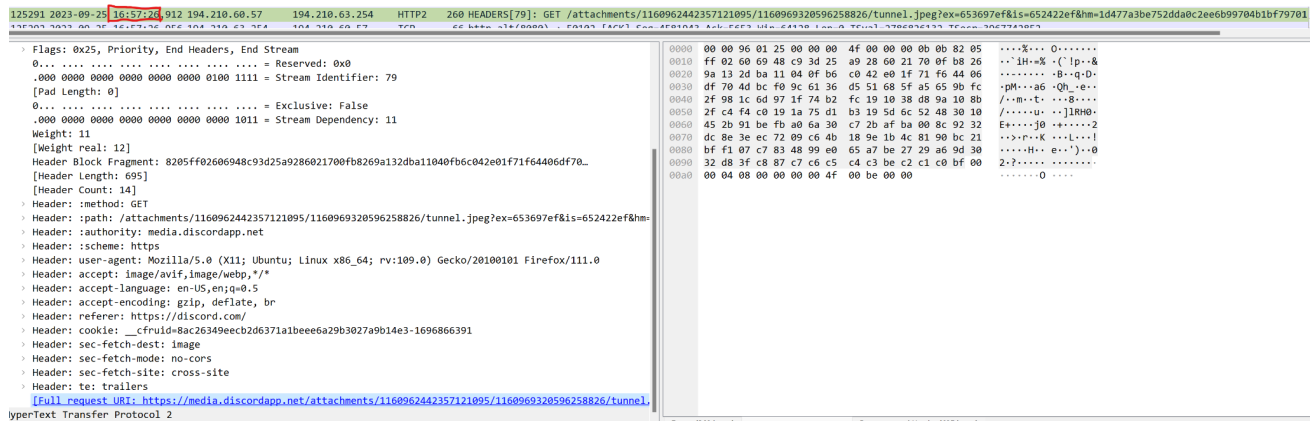 125291 2023-09-25 16:57:26,912 194.210.60.57 194.210.63.254 HTTP2 260 HEADERS[79]: GET /attachments/1160962442357121095/1160969320596258826/tunnel.jpeg?ex=653697ef&is=652422ef&hm=1d477a3be752dda0c2ee6b99704b1bf79701
Flags: 0x25, Priority, End Headers, End Stream
0... .... .... .... .... .... .... .... = Reserved: 0x0
.000 0000 0000 0000 0000 0000 0100 1111 = Stream Identifier: 79
[Pad Length: 0]
0... .... .... .... .... .... .... .... = Exclusive: False
.000 0000 0000 0000 0000 0000 0000 1011 = Stream Dependency: 11
Weight: 11
[Weight real: 12]
Header Block Fragment: 8205ff02606948c93d25a9286021700fb8269a132dba11040fb6c042e01f71f64406df70…
[Header Length: 695]
[Header Count: 14]
Header: :method: GET
Header: :path: /attachments/1160962442357121095/1160969320596258826/tunnel.jpeg?ex=653697ef&is=652422ef&hm=
Header: :authority: media.discordapp.net
Header: :scheme: https
Header: user-agent: Mozilla/5.0 (X11; Ubuntu; Linux x86_64; rv:109.0) Gecko/20100101 Firefox/111.0
Header: accept: image/avif,image/webp,*/*
Header: accept-language: en-US,en;q=0.5
Header: accept-encoding: gzip, deflate, br
Header: referer: https://discord.com/
Header: cookie: __cfruid=8ac26349eecb2d6371a1beee6a29b3027a9b14e3-1696866391
Header: sec-fetch-dest: image
Header: sec-fetch-mode: no-cors
Header: sec-fetch-site: cross-site
Header: te: trailers
[Full request URI: https://media.discordapp.net/attachments/1160962442357121095/1160969320596258826/tunnel.
HyperText Transfer Protocol 2
0000 00 00 96 01 25 00 00 00 4f 00 00 00 0b 0b 82 05 ····%··· O·······
0010 ff 02 60 69 48 c9 3d 25 a9 28 60 21 70 0f b8 26 ··`iH·=% ·(`!p··&
0020 9a 13 2d ba 11 04 0f b6 c0 42 e0 1f 71 f6 44 06 ··-····· ·B··q·D·
0030 df 70 4d bc f0 9c 61 36 d5 51 68 5f a5 65 9b fc ·pM···a6 ·Qh_·e··
0040 2f 98 1c 6d 97 1f 74 b2 fc 19 10 38 d8 9a 10 8b /··m··t· ···8····
0050 2f c4 f4 c0 19 1a 75 d1 b3 19 5d 6c 52 48 30 10 /·····u· ··]lRH0·
0060 45 2b 91 be fb a0 6a 30 c7 2b af ba 00 8c 92 32 E+····j0 ·+·····2
0070 dc 8e 3e ec 72 09 c6 4b 18 9e 1b 4c 81 90 bc 21 ··>·r··K ···L···!
0080 bf f1 07 c7 83 48 99 e0 65 a7 be 27 29 a6 9d 30 ·····H·· e··')··0
0090 32 d8 3f c8 87 c7 c6 c5 c4 c3 be c2 c1 c0 bf 00 2·?····· ········
00a0 00 04 08 00 00 00 00 4f 00 be 00 00 ·······O ····